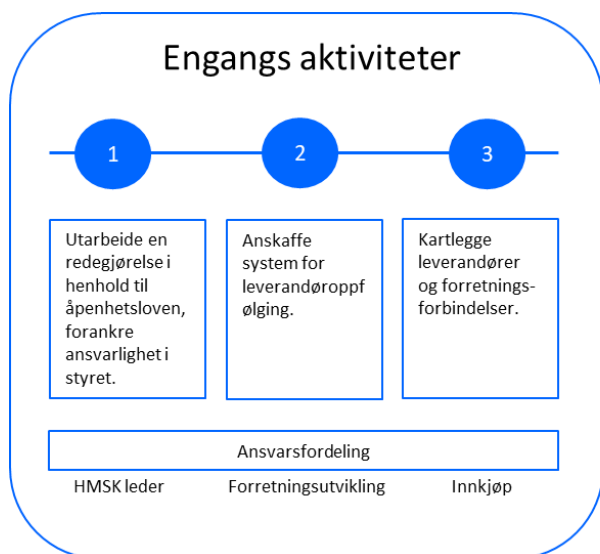 Engangs aktiviteter
1
2
3
Utarbeide en
redegjørelse i
henhold til
åpenhetsloven,
forankre
ansvarlighet i
styret.
Anskaffe
system for
leverandøroppf
ølging.
Kartlegge
leverandører
og forretnings-
forbindelser.
Ansvarsfordeling
HMSK leder
Forretningsutvikling
Innkjøp